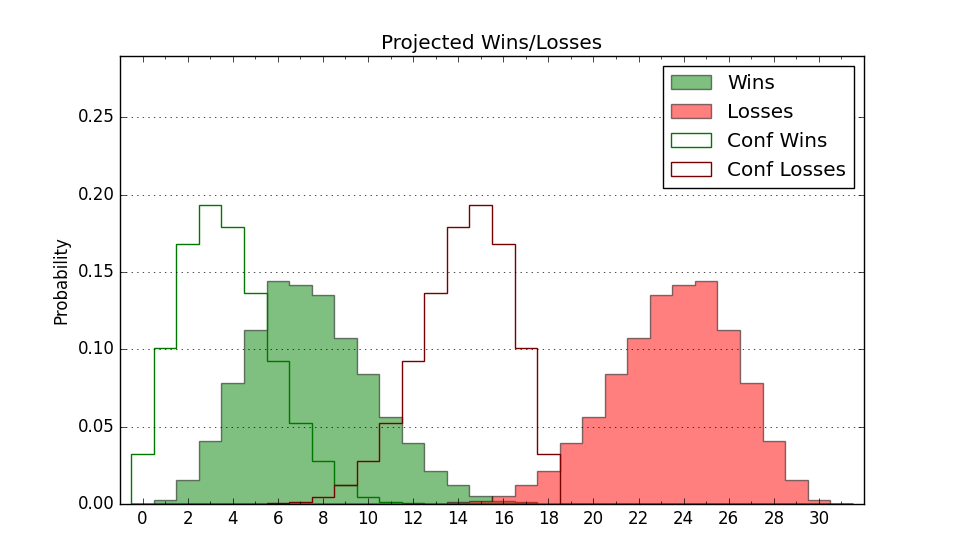 Projected Wins/Losses
Wins
Losses
Conf Wins
Conf Losses
Probability
0.25
0.20
0.15
0.10
0.05
0.00
0 2 4 6 8 10 12 14 16 18 20 22 24 26 28 30